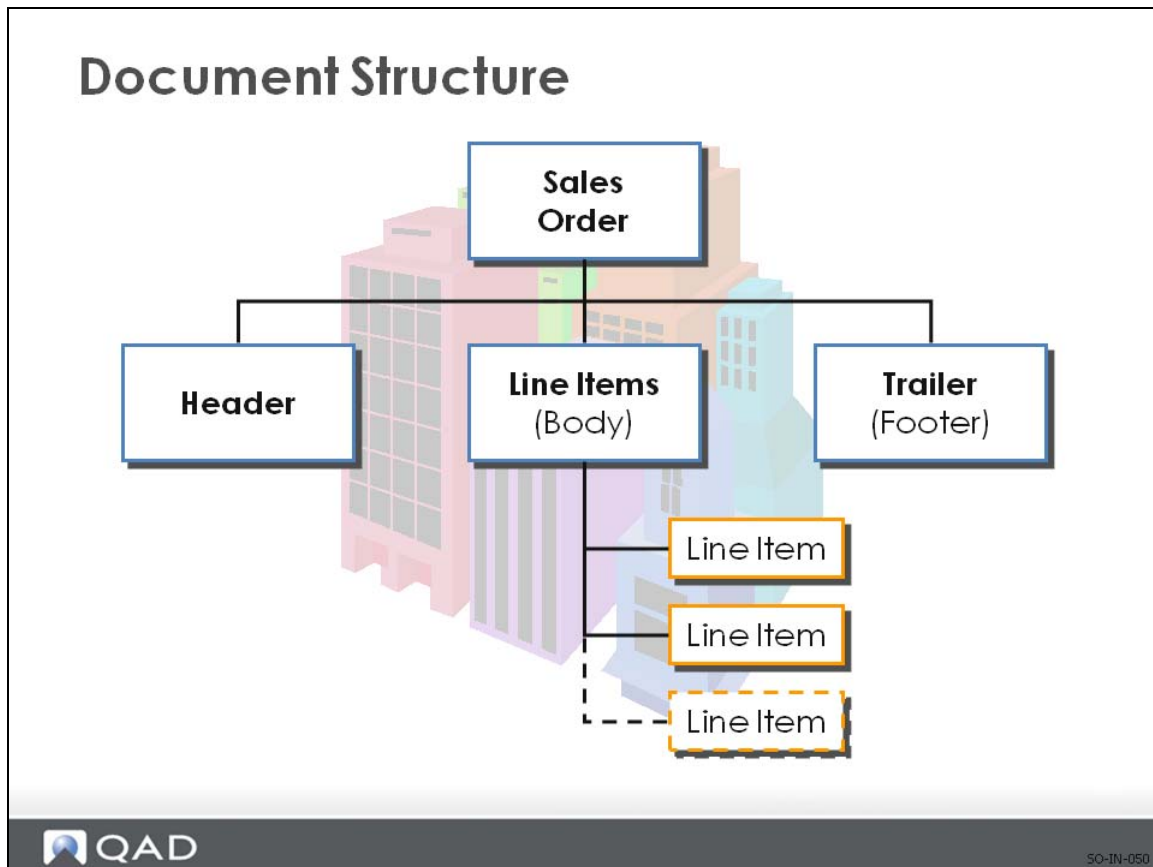 Document Structure
Sales
Order
Header
Line Items
(Body)
Trailer
(Footer)
Line Item
Line Item
Line Item
QAD
SO-IN-050